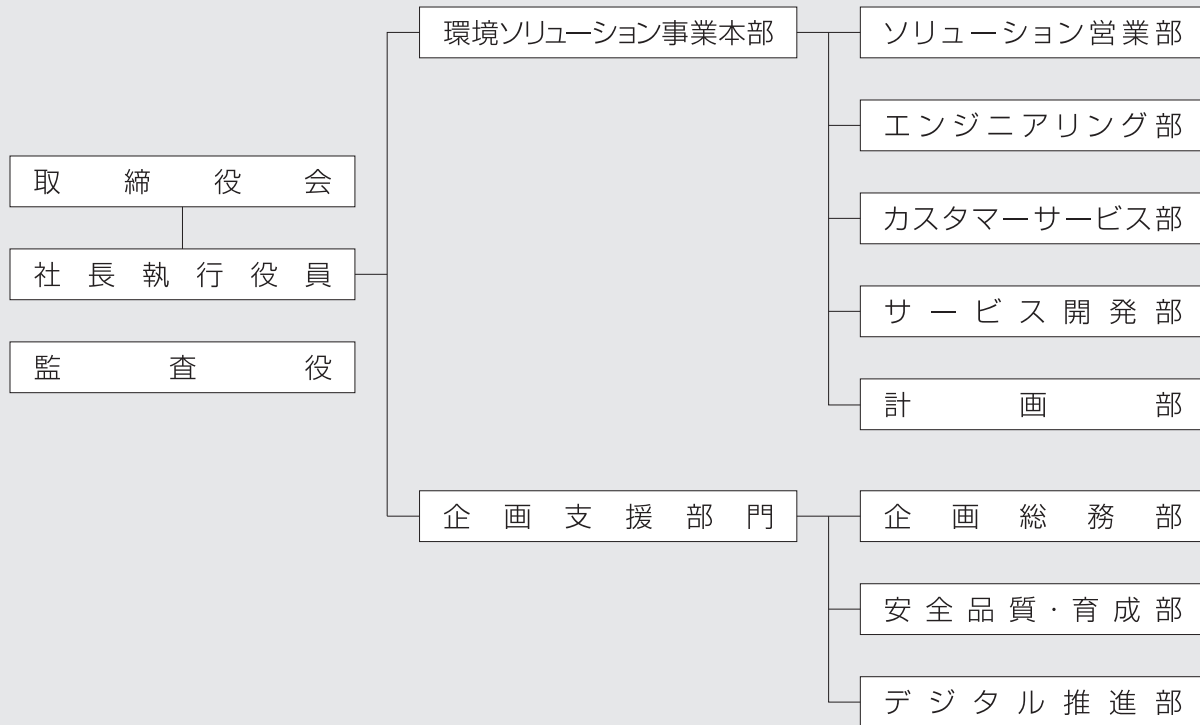 取締役会
社長執行役員
監査役
環境ソリューション事業本部
ソリューション営業部
エンジニアリング部
カスタマーサービス部
サービス開発部
計画部
企画支援部門
企画総務部
安全品質・育成部
デジタル推進部